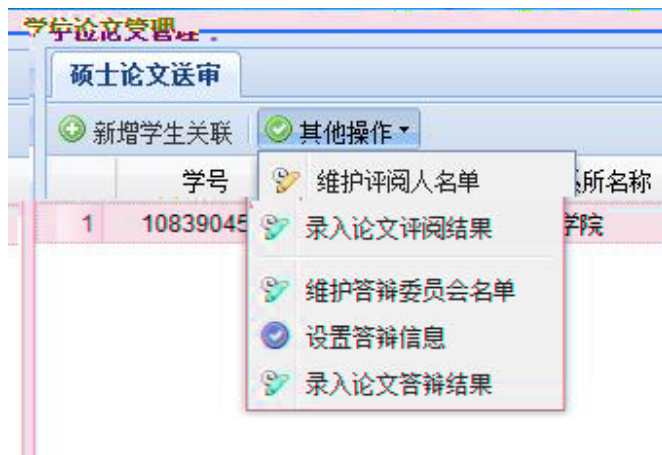 学位论文管理
硕士论文送审
新增学生关联 其他操作
学号 所名称
维护评阅人名单
1 10839045 学院
录入论文评阅结果
维护答辩委员会名单
设置答辩信息
录入论文答辩结果